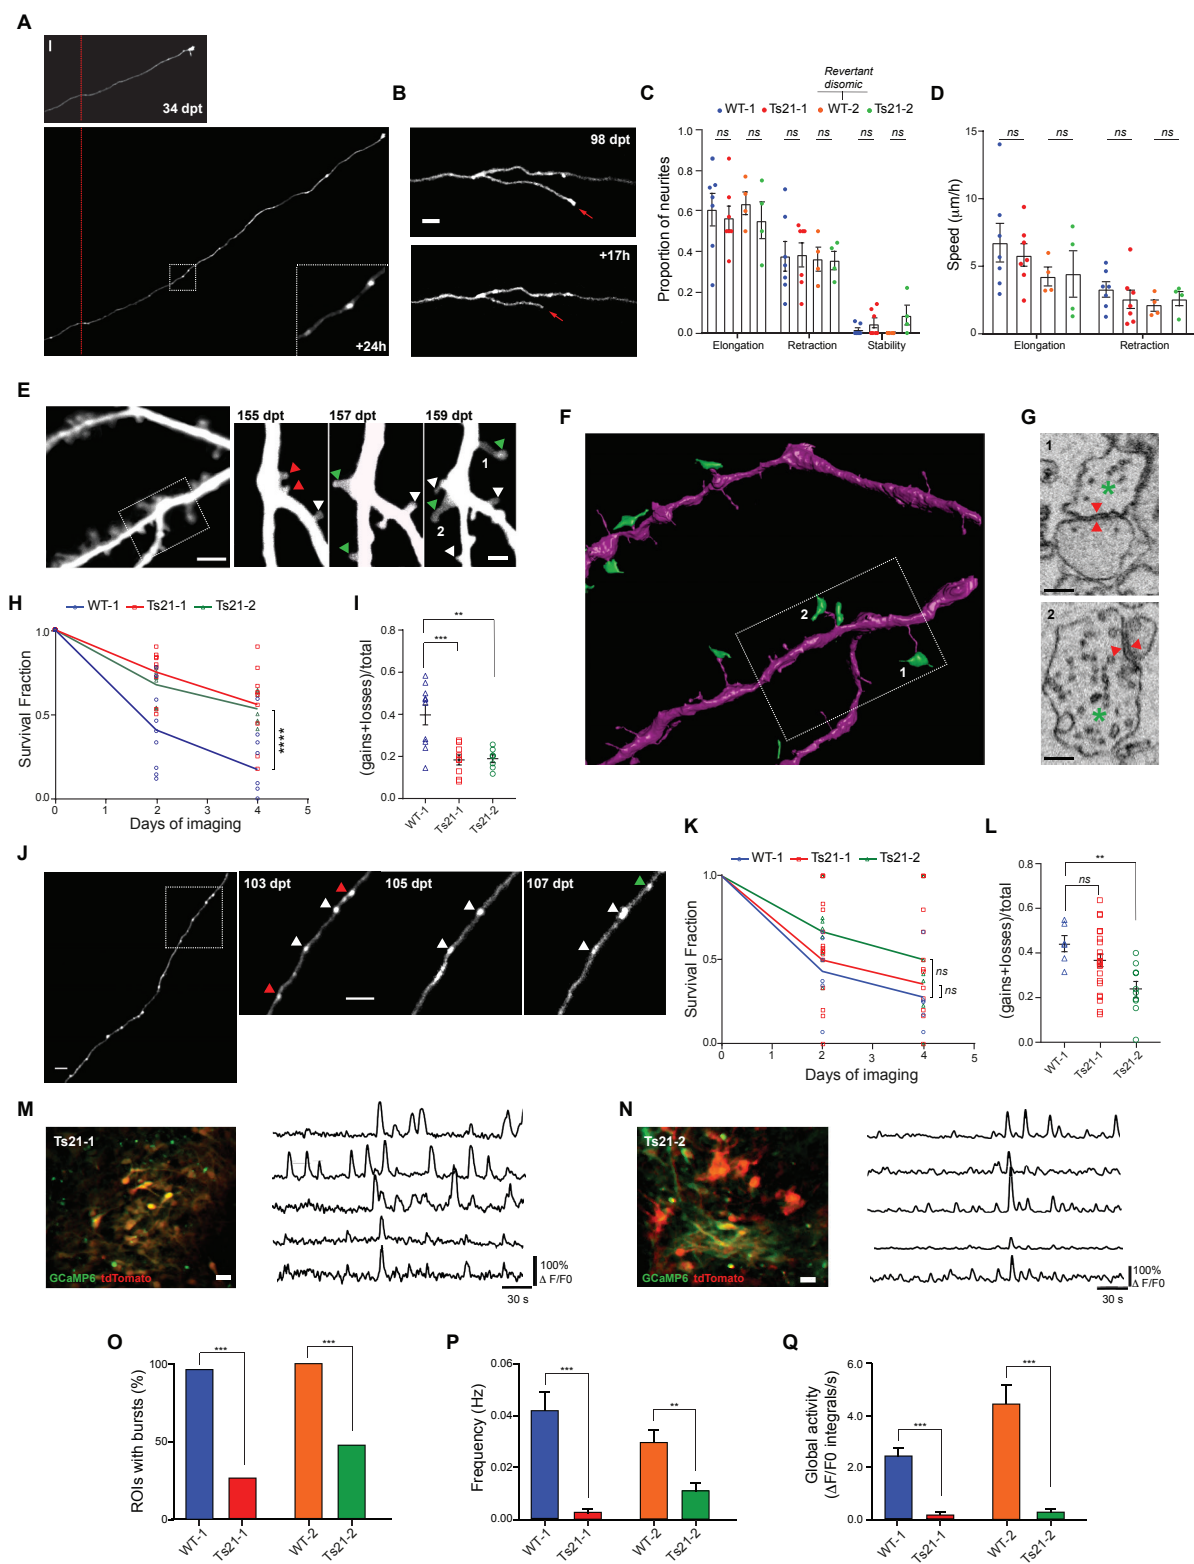 A
I
34 dpt
+24h
B
98 dpt
+17h
Revertant
disomic
C
WT-1 Ts21-1 WT-2 Ts21-2
ns ns ns ns ns ns
Proportion of neurites
1.0
0.8
0.6
0.4
0.2
0.0
Elongation Retraction Stability
D
ns ns ns ns
Speed (μm/h)
15
10
5
0
Elongation Retraction
E
155 dpt 157 dpt 159 dpt
1
2
F
2
1
G
1
*
2
*
H
WT-1 Ts21-1 Ts21-2
Survival Fraction
1.0
0.5
0.0
****
0 1 2 3 4 5
Days of imaging
I
(gains+losses)/total
0.8
0.6
0.4
0.2
0.0
**
***
WT-1 Ts21-1 Ts21-2
J
103 dpt 105 dpt 107 dpt
K
WT-1 Ts21-1 Ts21-2
Survival Fraction
1.0
0.5
0.0
ns
ns
0 1 2 3 4 5
Days of imaging
L
(gains+losses)/total
0.8
0.6
0.4
0.2
0.0
**
ns
WT-1 Ts21-1 Ts21-2
M
Ts21-1
GCaMP6 tdTomato
100%
Δ F/F0
30 s
N
Ts21-2
GCaMP6 tdTomato
100%
Δ F/F0
30 s
O
ROIs with bursts (%)
100
50
0
*** ***
WT-1 Ts21-1 WT-2 Ts21-2
P
Frequency (Hz)
0.06
0.04
0.02
0
*** **
WT-1 Ts21-1 WT-2 Ts21-2
Q
Global activity
(ΔF/F0 integrals/s)
6.0
4.0
2.0
0
*** ***
WT-1 Ts21-1 WT-2 Ts21-2